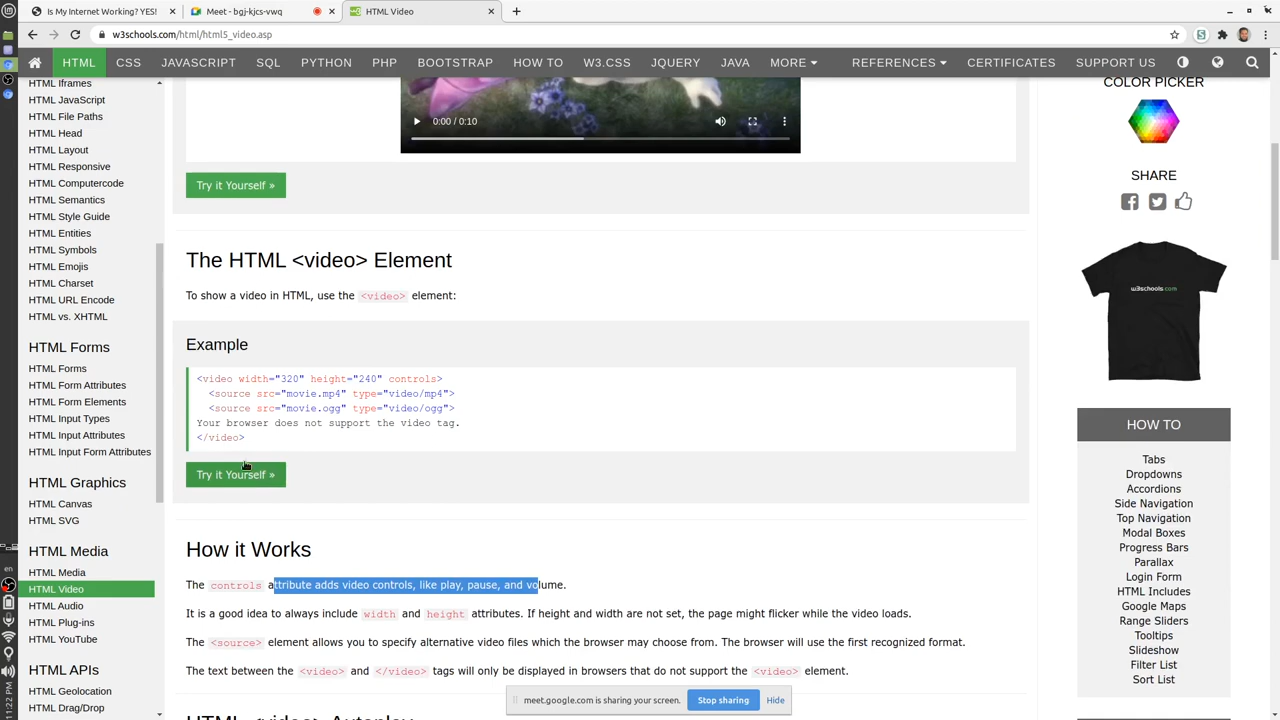 Is My Internet Working? YES!
Meet - bgj-kjcs-vwq
HTML Video
w3schools.com/html/html5_video.asp
HTML CSS JAVASCRIPT SQL PYTHON PHP BOOTSTRAP HOW TO W3.CSS JQUERY JAVA MORE REFERENCES CERTIFICATES SUPPORT US
HTML Iframes
HTML JavaScript
HTML File Paths
HTML Head
HTML Layout
HTML Responsive
HTML Computercode
HTML Semantics
HTML Style Guide
HTML Entities
HTML Symbols
HTML Emojis
HTML Charset
HTML URL Encode
HTML vs. XHTML
HTML Forms
HTML Forms
HTML Form Attributes
HTML Form Elements
HTML Input Types
HTML Input Attributes
HTML Input Form Attributes
HTML Graphics
HTML Canvas
HTML SVG
HTML Media
HTML Media
HTML Video
HTML Audio
HTML Plug-ins
HTML YouTube
HTML APIs
HTML Geolocation
HTML Drag/Drop
0:00 / 0:10
Try it Yourself »
The HTML <video> Element
To show a video in HTML, use the <video> element:
Example
<video width="320" height="240" controls>
<source src="movie.mp4" type="video/mp4">
<source src="movie.ogg" type="video/ogg">
Your browser does not support the video tag.
</video>
Try it Yourself »
How it Works
The controls attribute adds video controls, like play, pause, and volume.
It is a good idea to always include width and height attributes. If height and width are not set, the page might flicker while the video loads.
The <source> element allows you to specify alternative video files which the browser may choose from. The browser will use the first recognized format.
The text between the <video> and </video> tags will only be displayed in browsers that do not support the <video> element.
HTML <video> Autoplay
COLOR PICKER
SHARE
w3schools.com
HOW TO
Tabs
Dropdowns
Accordions
Side Navigation
Top Navigation
Modal Boxes
Progress Bars
Parallax
Login Form
HTML Includes
Google Maps
Range Sliders
Tooltips
Slideshow
Filter List
Sort List
meet.google.com is sharing your screen. Stop sharing Hide
en
11:22 PM